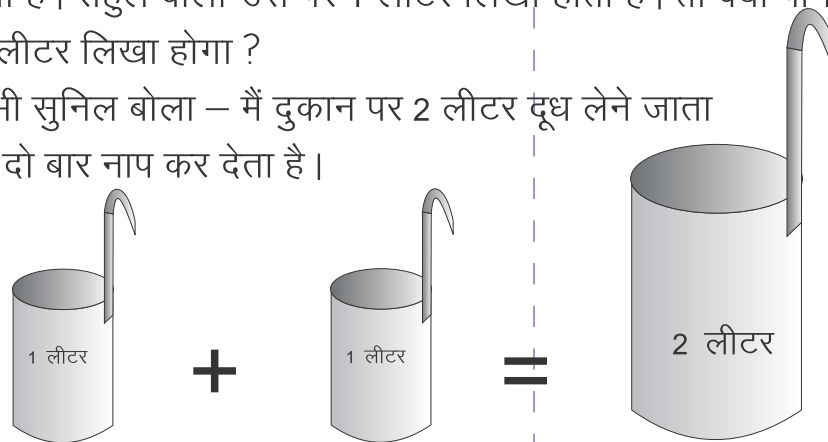 लीटर लिखा होगा ?
सुनिल बोला – मैं दुकान पर 2 लीटर दूध लेने जाता
दो बार नाप कर देता है।
1 लीटर + 1 लीटर = 2 लीटर